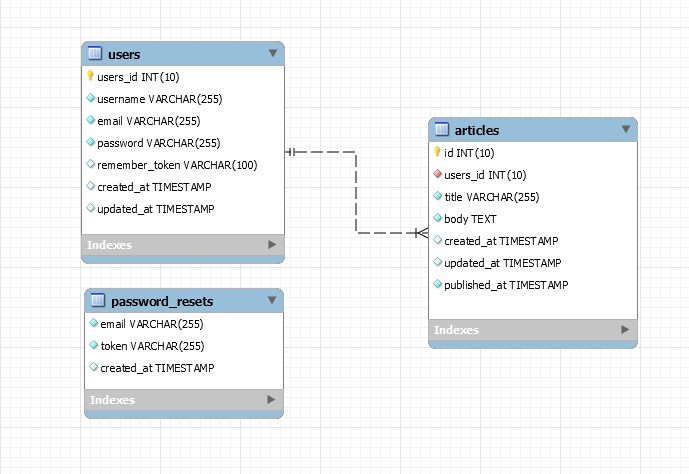 users
users_id INT(10)
username VARCHAR(255)
email VARCHAR(255)
password VARCHAR(255)
remember_token VARCHAR(100)
created_at TIMESTAMP
updated_at TIMESTAMP
Indexes
articles
id INT(10)
users_id INT(10)
title VARCHAR(255)
body TEXT
created_at TIMESTAMP
updated_at TIMESTAMP
published_at TIMESTAMP
Indexes
password_resets
email VARCHAR(255)
token VARCHAR(255)
created_at TIMESTAMP
Indexes